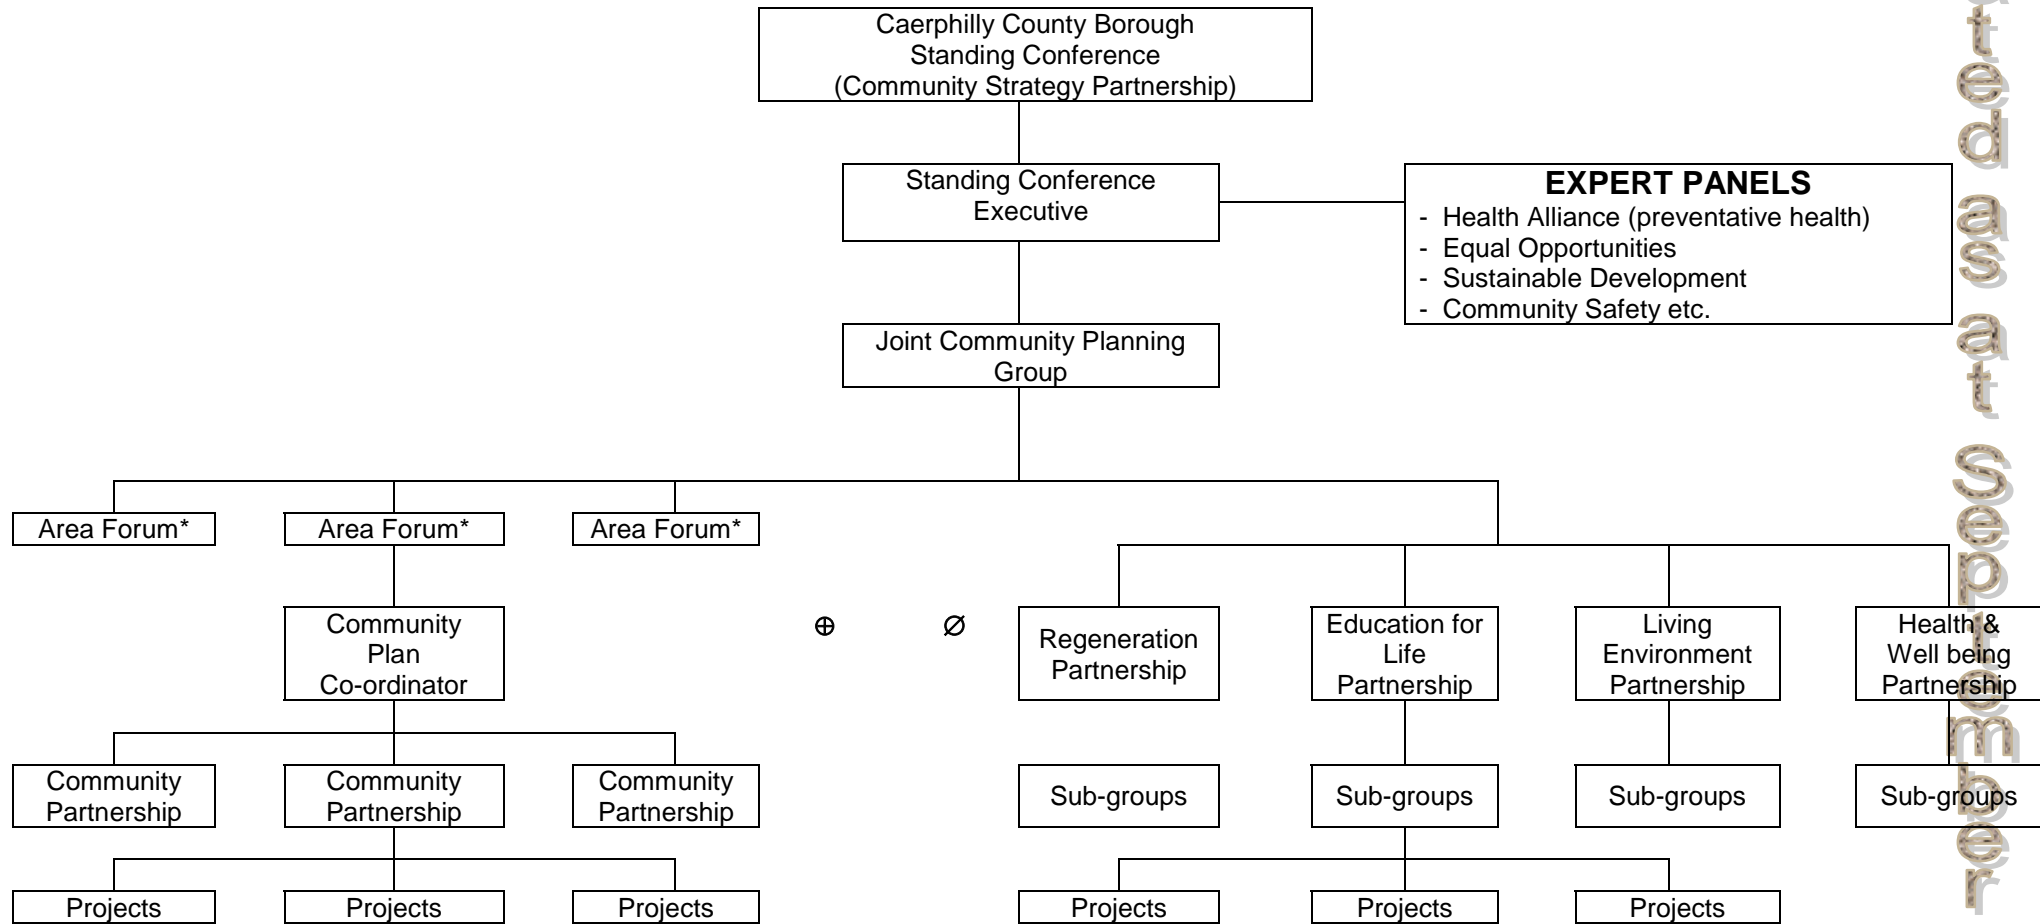 Caerphilly County Borough
Standing Conference
(Community Strategy Partnership)
Standing Conference
Executive
EXPERT PANELS
- Health Alliance (preventative health)
- Equal Opportunities
- Sustainable Development
- Community Safety etc.
Joint Community Planning
Group
Area Forum*
Area Forum*
Area Forum*
Community
Plan
Co-ordinator
⊕
∅
Regeneration
Partnership
Education for
Life
Partnership
Living
Environment
Partnership
Health &
Well being
Partnership
Community
Partnership
Community
Partnership
Community
Partnership
Sub-groups
Sub-groups
Sub-groups
Sub-groups
Projects
Projects
Projects
Projects
Projects
Projects
as at September